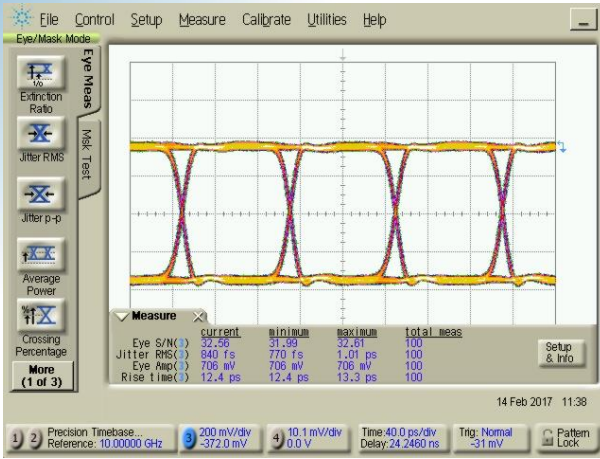 File Control Setup Measure Calibrate Utilities Help
Eye/Mask Mode
Eye Meas
Msk Test
Extinction
Ratio
Jitter RMS
Jitter p-p
Average
Power
Crossing
Percentage
More
(1 of 3)
Measure
current minimum maximum total meas
Eye S/N(3) 32.56 31.99 32.61 100
Jitter RMS(3) 840 fs 770 fs 1.01 ps 100
Eye Amp(3) 706 mV 706 mV 706 mV 100
Rise time(3) 12.4 ps 12.4 ps 13.3 ps 100
Setup
& Info
14 Feb 2017 11:38
1 2 Precision Timebase...
Reference: 10.00000 GHz
3 200 mV/div
-372.0 mV
4 10.1 mV/div
0.0 V
Time:40.0 ps/div
Delay:24.2460 ns
Trig: Normal
-31 mV
Pattern
Lock